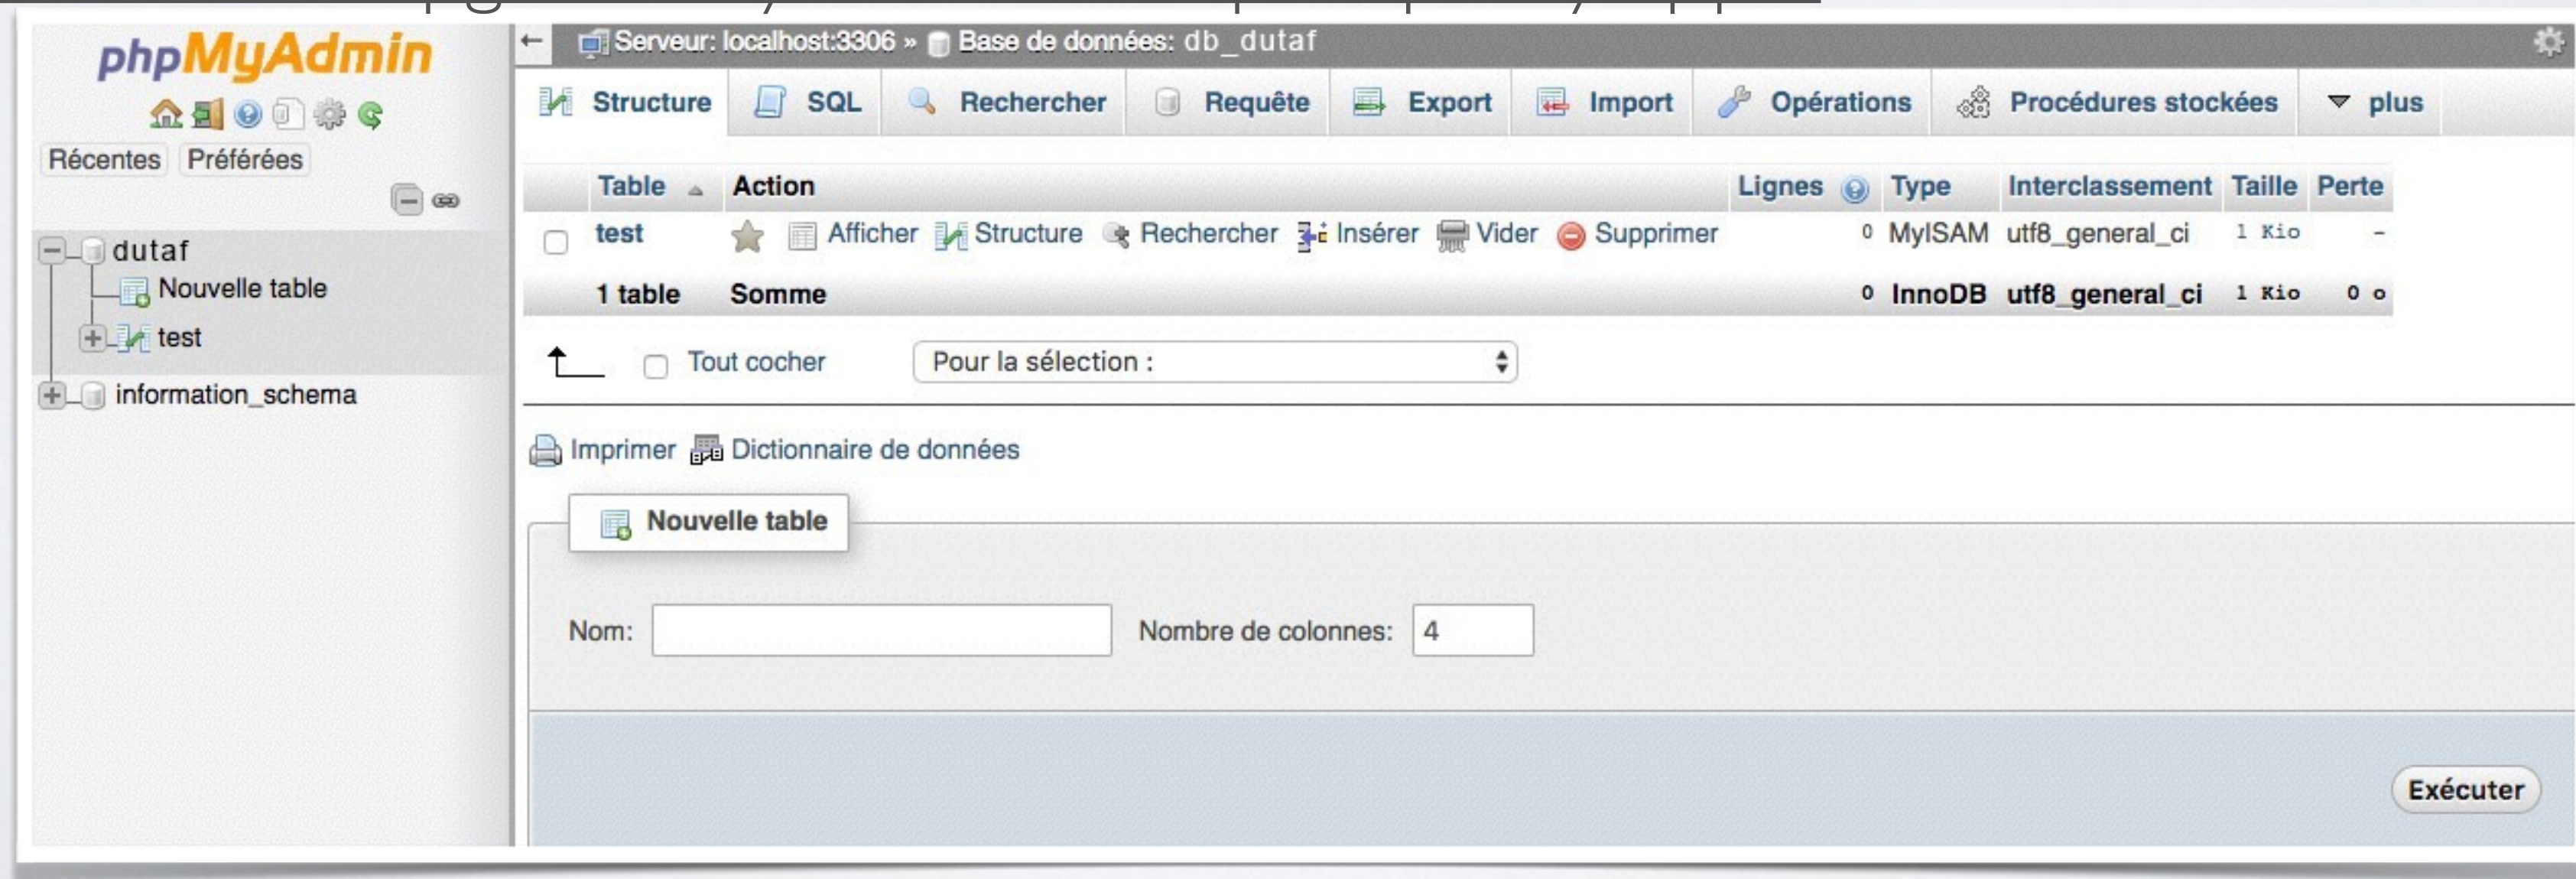 phpMyAdmin
Récentes Préférées
dutaf
Nouvelle table
test
information_schema
Serveur: localhost:3306 » Base de données: db_dutaf
Structure SQL Rechercher Requête Export Import Opérations Procédures stockées plus
Table Action Lignes Type Interclassement Taille Perte
test Afficher Structure Rechercher Insérer Vider Supprimer 0 MyISAM utf8_general_ci 1 Kio -
1 table Somme 0 InnoDB utf8_general_ci 1 Kio 0 o
Tout cocher Pour la sélection :
Imprimer Dictionnaire de données
Nouvelle table
Nom: Nombre de colonnes: 4
Exécuter